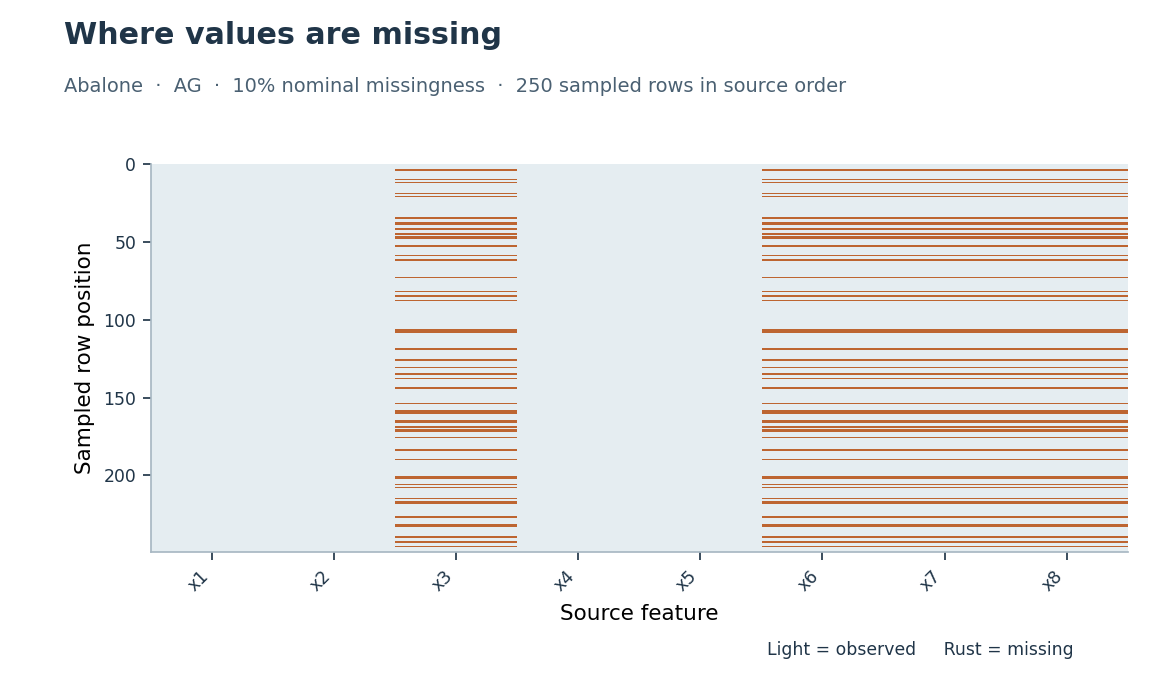 Where values are missing
Abalone · AG · 10% nominal missingness · 250 sampled rows in source order
0
50
100
150
200
Sampled row position
x1 x2 x3 x4 x5 x6 x7 x8
Source feature
Light = observed Rust = missing